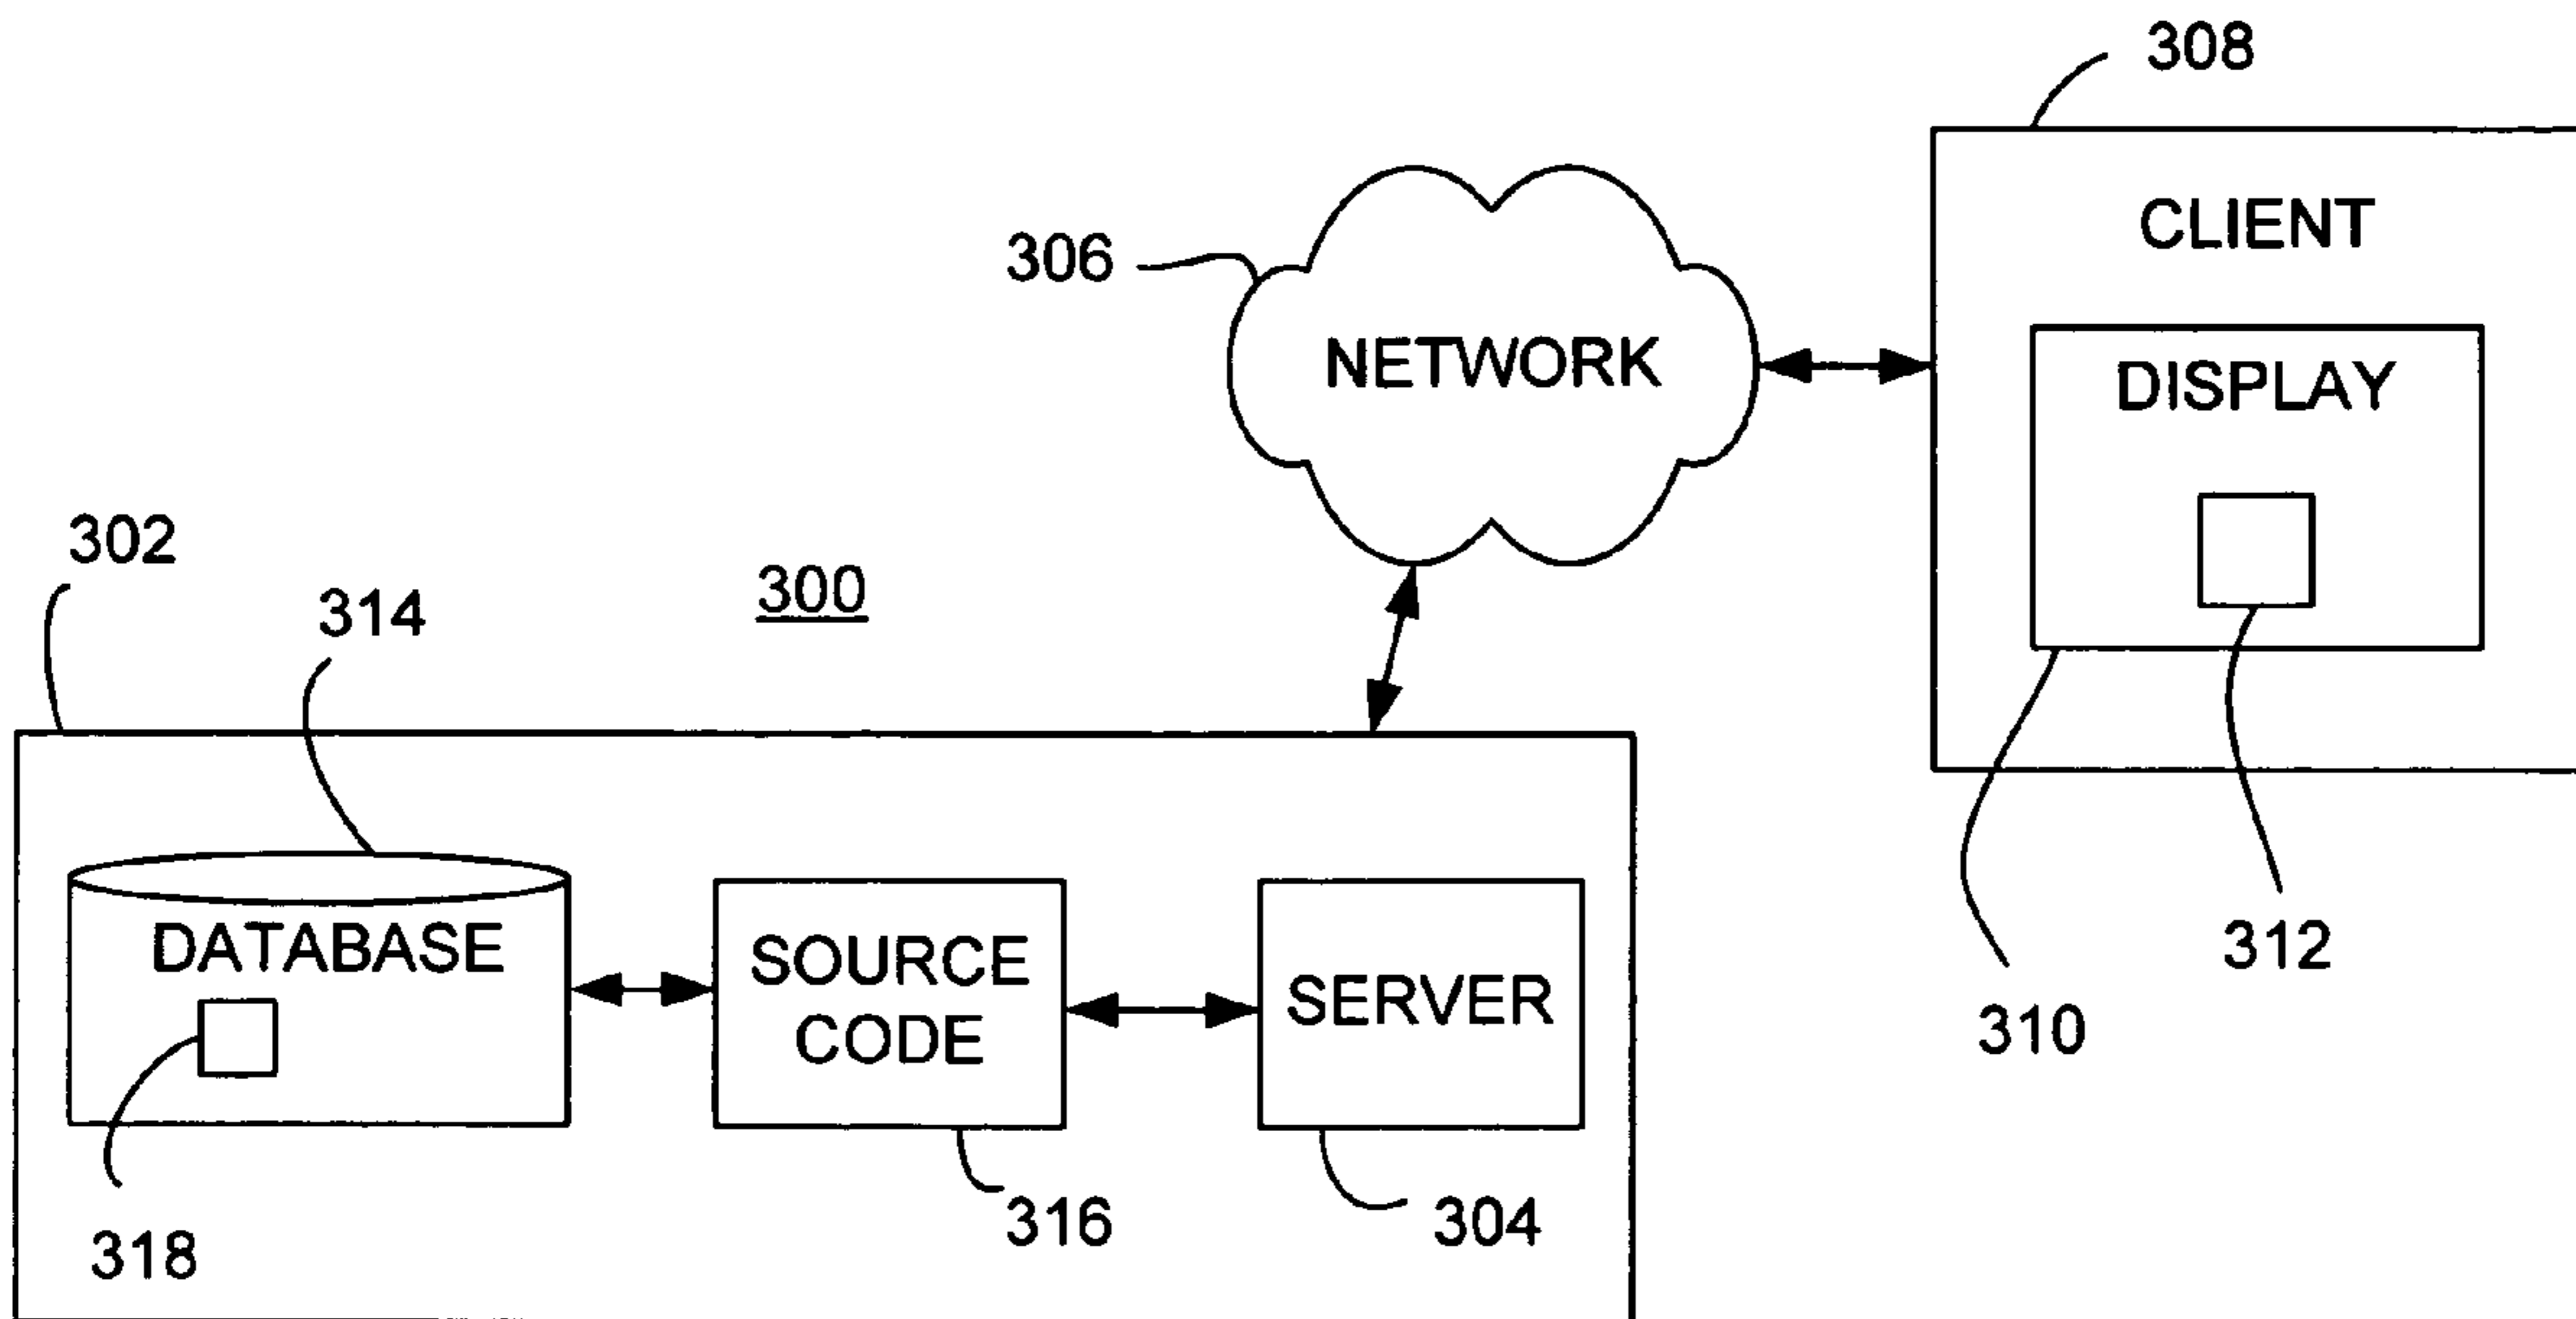 308
CLIENT
306
NETWORK
DISPLAY
302
300
314
312
310
DATABASE
SOURCE
CODE
SERVER
318
316
304